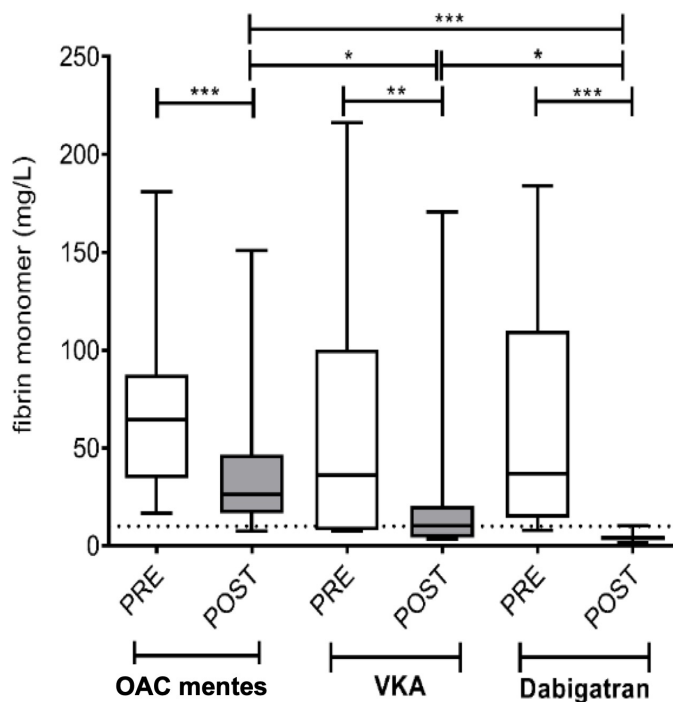 ***
* *
250
*** ** ***
200
150
100
50
0
fibrin monomer (mg/L)
PRE POST PRE POST PRE POST
OAC mentes VKA Dabigatran